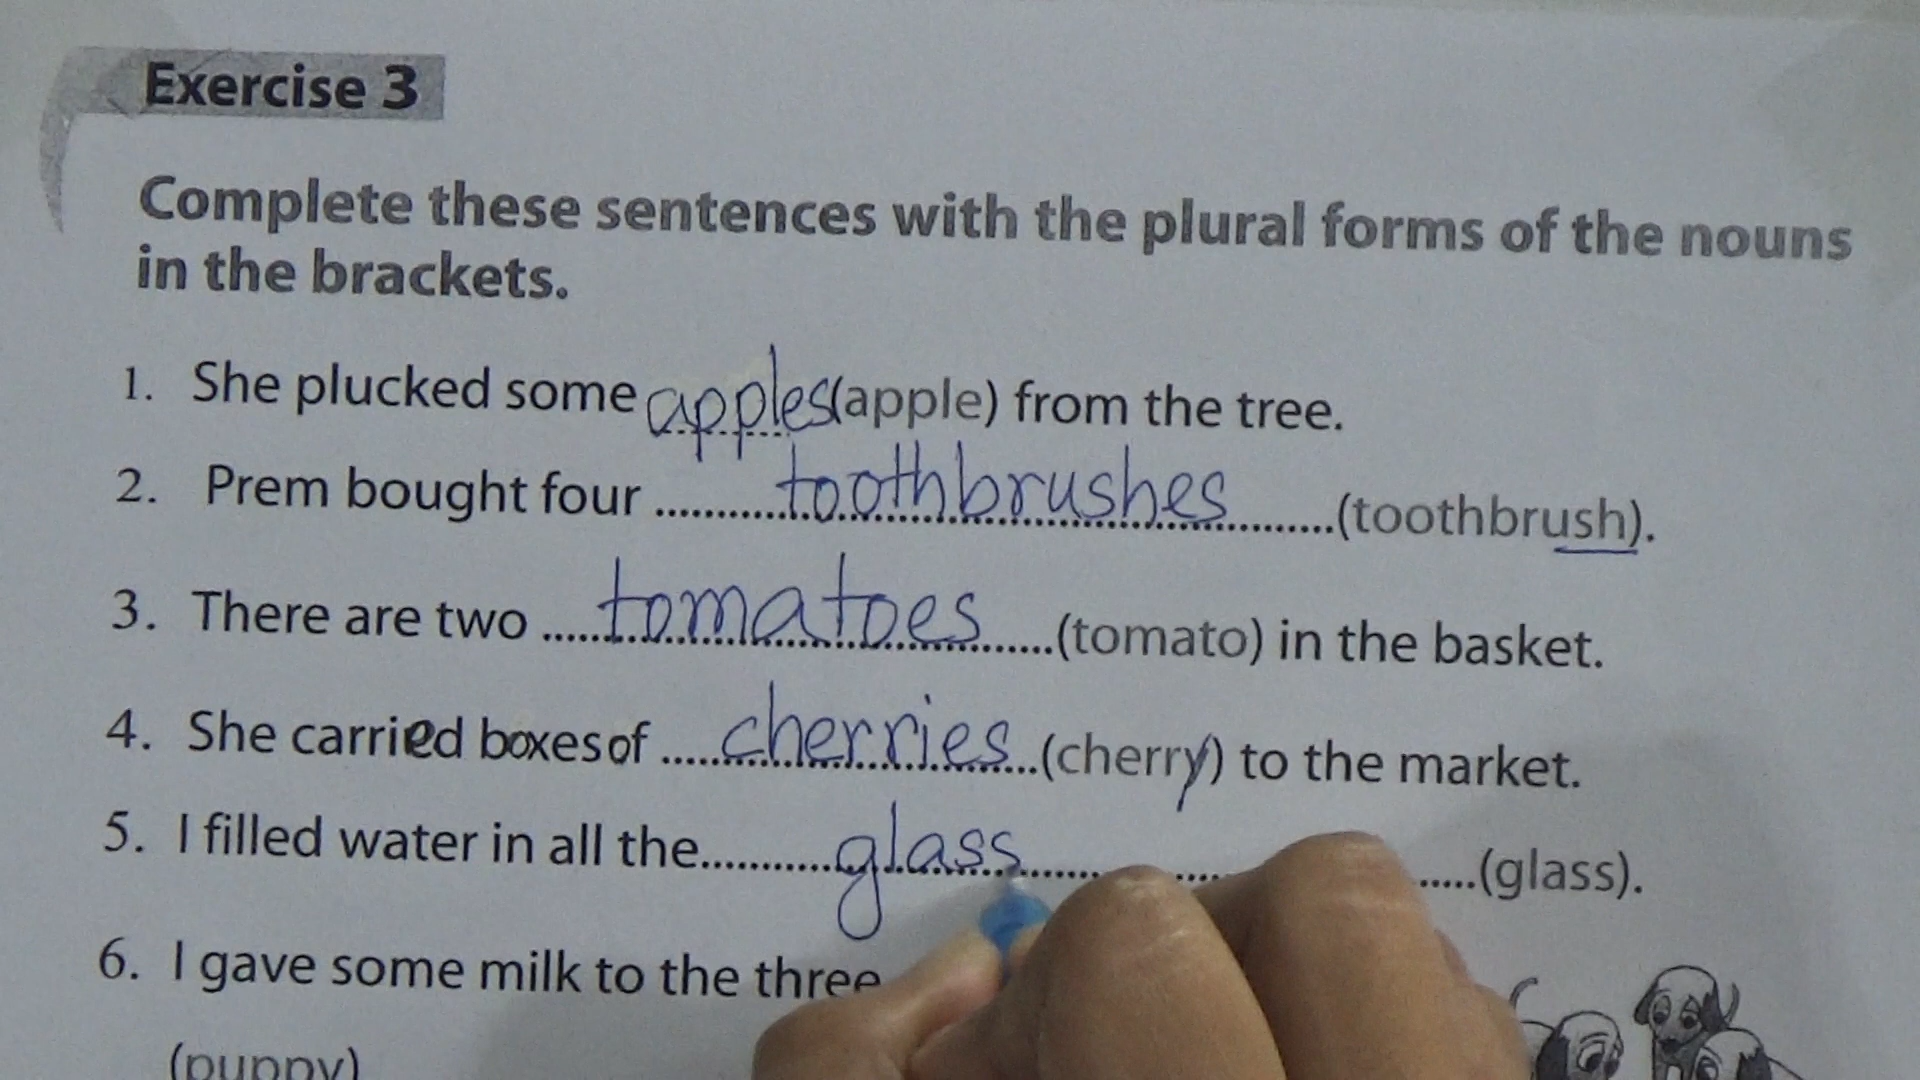 Exercise 3
Complete these sentences with the plural forms of the nouns
in the brackets.
1. She plucked some apples (apple) from the tree.
2. Prem bought four ..........toothbrushes..........(toothbrush).
3. There are two .....tomatoes.....(tomato) in the basket.
4. She carried boxes of .....cherries...(cherry) to the market.
5. I filled water in all the..........glass.......... .....(glass).
6. I gave some milk to the three
(puppy)